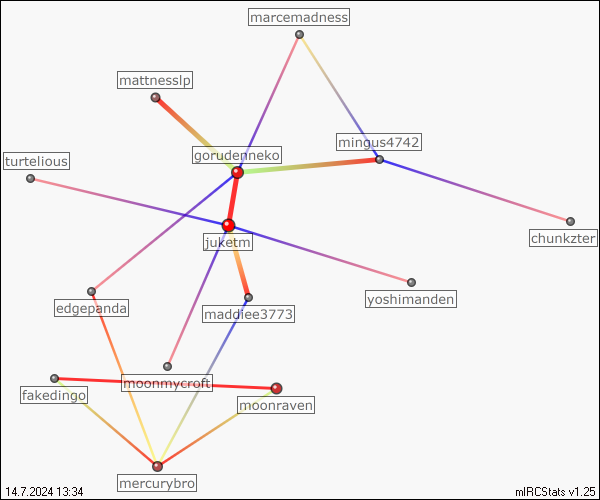 marcemadness
mattnesslp
mingus4742
gorudenneko
turtelious
chunkzter
juketm
yoshimanden
edgepanda
maddiee3773
moonmycroft
fakedingo
moonraven
mercurybro
14.7.2024 13:34
mIRCStats v1.25